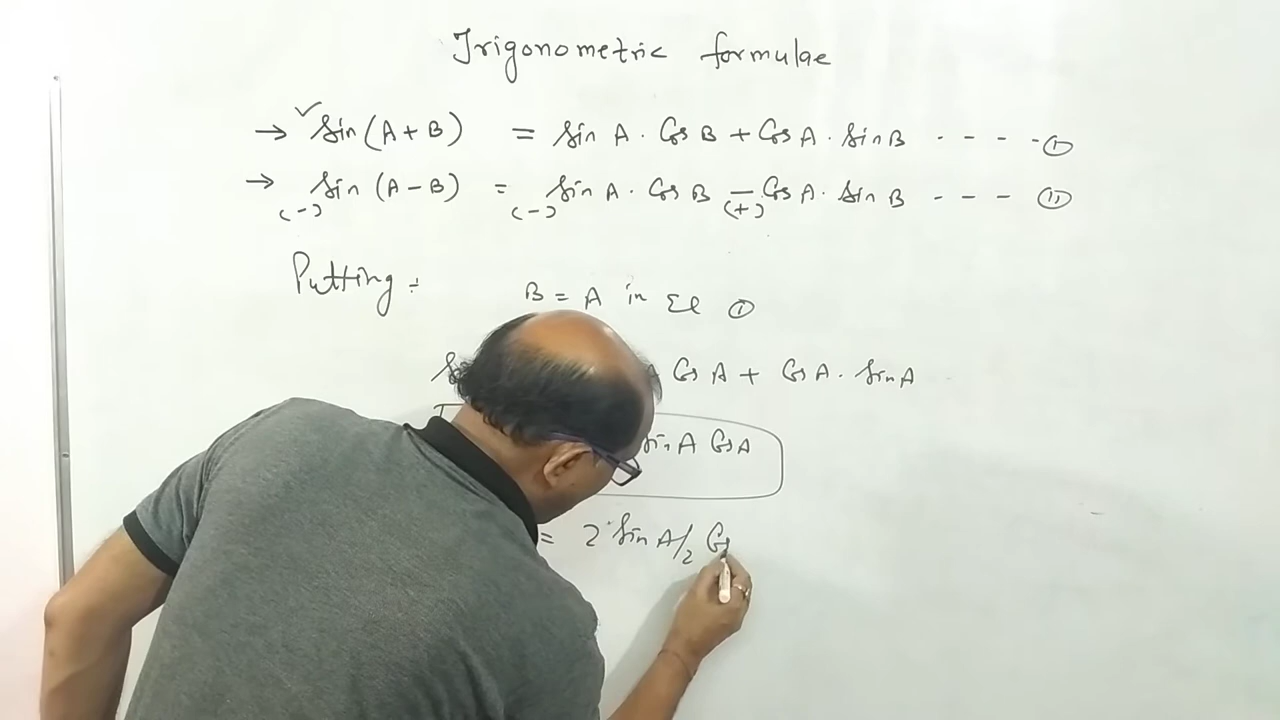 Trigonometric formulae
→ ✓ Sin (A + B) = Sin A . Cos B + Cos A . Sin B - - - - ①
→ Sin (A - B) = Sin A . Cos B - Cos A . Sin B - - - ⑪
(-) (-) (+)
Putting :
B = A in ①
Cos A + Cos A . Sin A
Sin A Cos A
= 2 Sin A/2 Cos